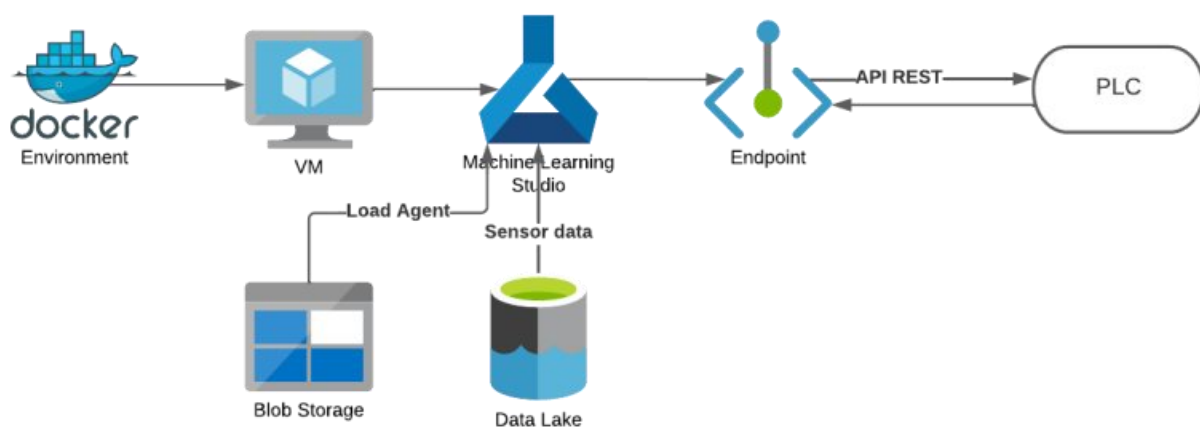 docker
Environment
VM
Machine Learning
Studio
Endpoint
API REST
PLC
Load Agent
Sensor data
Blob Storage
Data Lake